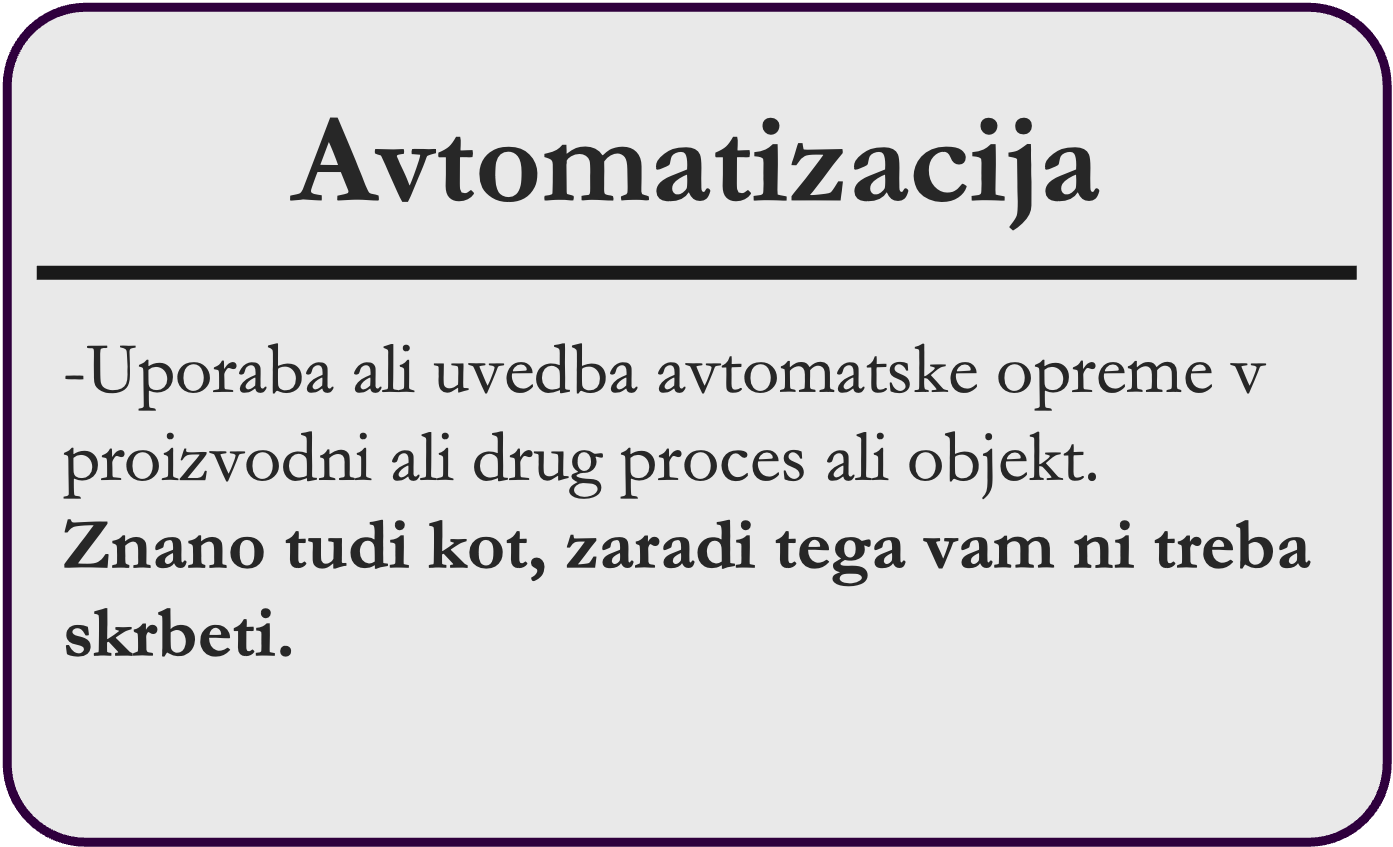 Avtomatizacija
-Uporaba ali uvedba avtomatske opreme v
proizvodni ali drug proces ali objekt.
Znano tudi kot, zaradi tega vam ni treba
skrbeti.